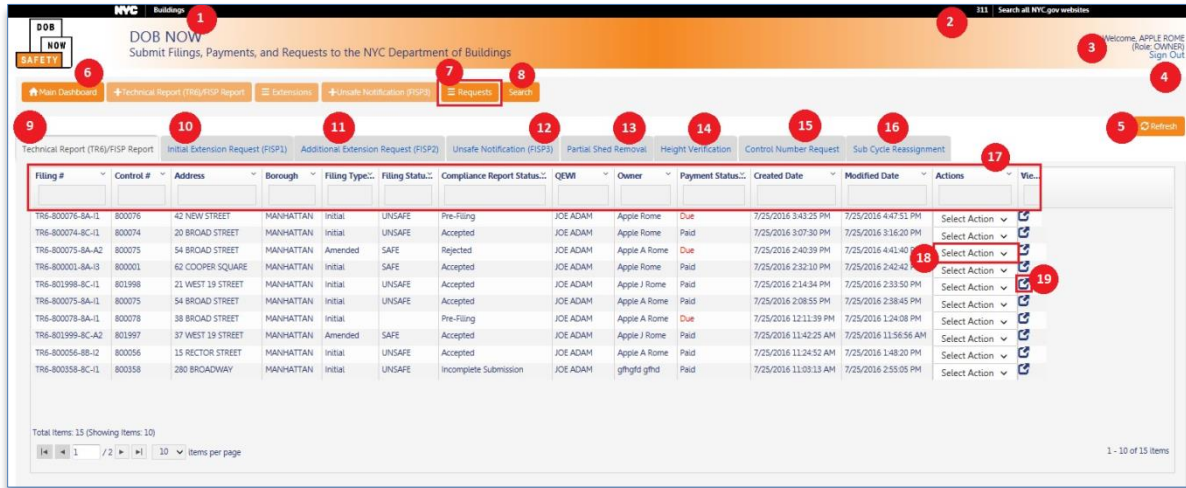 NYC Buildings 1 2 311 Search all NYC.gov websites
DOB NOW SAFETY
DOB NOW
Submit Filings, Payments, and Requests to the NYC Department of Buildings
3 Welcome, APPLE ROME
(Role: OWNER)
Sign Out
4
6 7 8
Main Dashboard +Technical Report (TR6)/FISP Report Extensions +Unsafe Notification (FISP3) Requests Search
5 Refresh
9 10 11 12 13 14 15 16
Technical Report (TR6)/FISP Report Initial Extension Request (FISP1) Additional Extension Request (FISP2) Unsafe Notification (FISP3) Partial Shed Removal Height Verification Control Number Request Sub Cycle Reassignment
17
Filing # Control # Address Borough Filing Type... Filing Statu... Compliance Report Status... QEWI Owner Payment Status... Created Date Modified Date Actions Vie...
TR6-800076-8A-I1 800076 42 NEW STREET MANHATTAN Initial UNSAFE Pre-Filing JOE ADAM Apple Rome Due 7/25/2016 3:43:25 PM 7/25/2016 4:47:51 PM Select Action
TR6-800074-8C-I1 800074 20 BROAD STREET MANHATTAN Initial UNSAFE Accepted JOE ADAM Apple Rome Paid 7/25/2016 3:07:30 PM 7/25/2016 3:16:20 PM Select Action
TR6-800075-8A-A2 800075 54 BROAD STREET MANHATTAN Amended SAFE Rejected JOE ADAM Apple A Rome Due 7/25/2016 2:40:39 PM 7/25/2016 4:41:40 Select Action
18
TR6-800001-8A-I3 800001 62 COOPER SQUARE MANHATTAN Initial SAFE Accepted JOE ADAM Apple Rome Paid 7/25/2016 2:32:10 PM 7/25/2016 2:42:42 Select Action
TR6-801998-8C-I1 801998 21 WEST 19 STREET MANHATTAN Initial UNSAFE Accepted JOE ADAM Apple J Rome Paid 7/25/2016 2:14:34 PM 7/25/2016 2:33:50 PM Select Action 19
TR6-800075-8A-I1 800075 54 BROAD STREET MANHATTAN Initial UNSAFE Accepted JOE ADAM Apple A Rome Paid 7/25/2016 2:08:55 PM 7/25/2016 2:38:45 PM Select Action
TR6-800078-8A-I1 800078 38 BROAD STREET MANHATTAN Initial Pre-Filing JOE ADAM Apple A Rome Due 7/25/2016 12:11:39 PM 7/25/2016 1:24:08 PM Select Action
TR6-801999-8C-A2 801997 37 WEST 19 STREET MANHATTAN Amended SAFE Accepted JOE ADAM Apple J Rome Paid 7/25/2016 11:42:25 AM 7/25/2016 11:56:56 AM Select Action
TR6-800056-8B-I2 800056 15 RECTOR STREET MANHATTAN Initial UNSAFE Accepted JOE ADAM Apple A Rome Paid 7/25/2016 11:24:52 AM 7/25/2016 1:48:20 PM Select Action
TR6-800358-8C-I1 800358 280 BROADWAY MANHATTAN Initial UNSAFE Incomplete Submission JOE ADAM gfhgfd gfhd Paid 7/25/2016 11:03:13 AM 7/25/2016 2:55:05 PM Select Action
Total Items: 15 (Showing Items: 10)
1 / 2 10 items per page 1 - 10 of 15 items